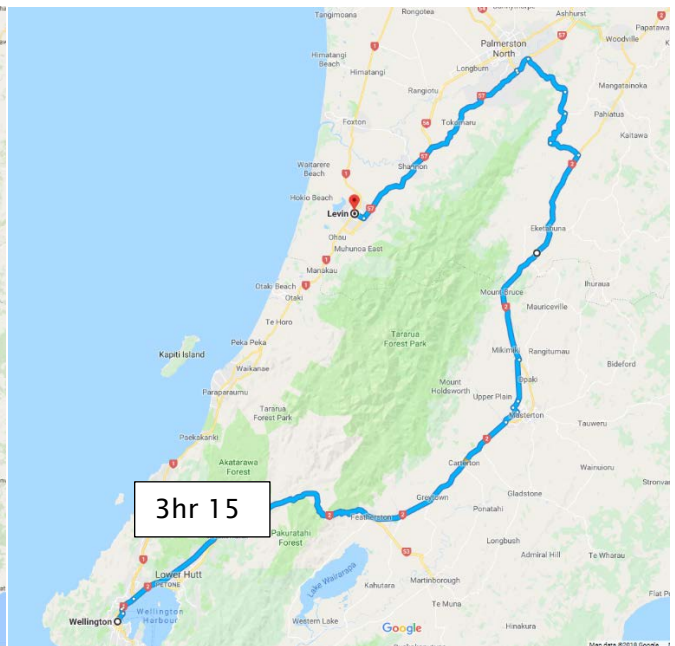 Tangimoana
Rongotea
Ashhurst
Papatawa
Woodville
Palmerston
North
Himatangi
Beach
Himatangi
Longburn
Rangiotu
Mangatainoka
Pahiatua
Foxton
Tokomaru
Kaitawa
Waitarere
Beach
Shannon
Hokio Beach
Levin
Ohau
Muhunoa East
Eketahuna
Manakau
Otaki Beach
Otaki
Mount Bruce
Ihuraua
Mauriceville
Te Horo
Tararua
Forest Park
Kapiti Island
Peka Peka
Mikimiki
Rangitumau
Waikanae
Bideford
Paraparaumu
Mount
Holdsworth
Opaki
Upper Plain
Tararua
Forest Park
Masterton
Tauweru
Paekakariki
Akatarawa
Forest
Carterton
Wainuioru
Stronvar
3hr 15
Greytown
Gladstone
Ponatahi
Featherston
Pakuratahi
Forest
Longbush
Admiral Hill
Te Wharau
Lower Hutt
PETONE
Lake Wairarapa
Kahutara
Martinborough
Wellington
Harbour
Te Muna
Flat P
Wellington
Western Lake
Google
Hinakura
Map data ©2018 Google